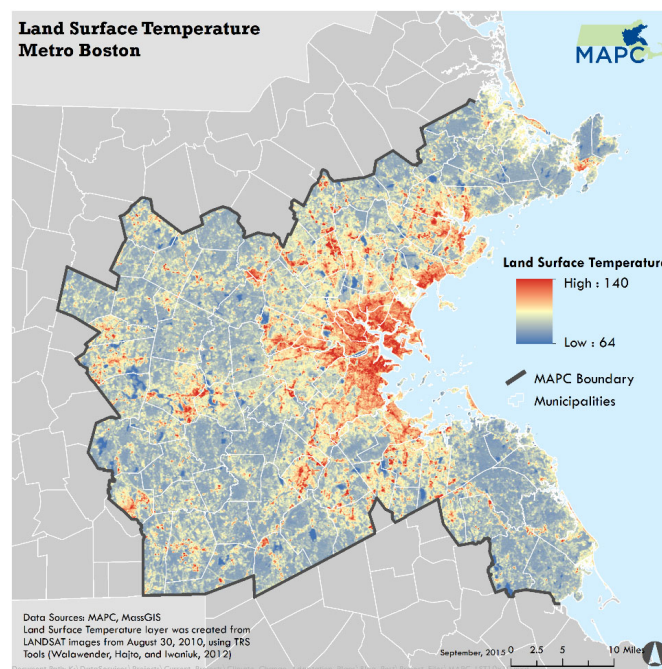 Land Surface Temperature
Metro Boston
MAPC
Land Surface Temperature
High : 140
Low : 64
MAPC Boundary
Municipalities
Data Sources: MAPC, MassGIS
Land Surface Temperature layer was created from
LANDSAT images from August 30, 2010, using TRS
Tools (Walawender, Hajto, and Iwaniuk, 2012)
September, 2015
0 2.5 5 10 Miles